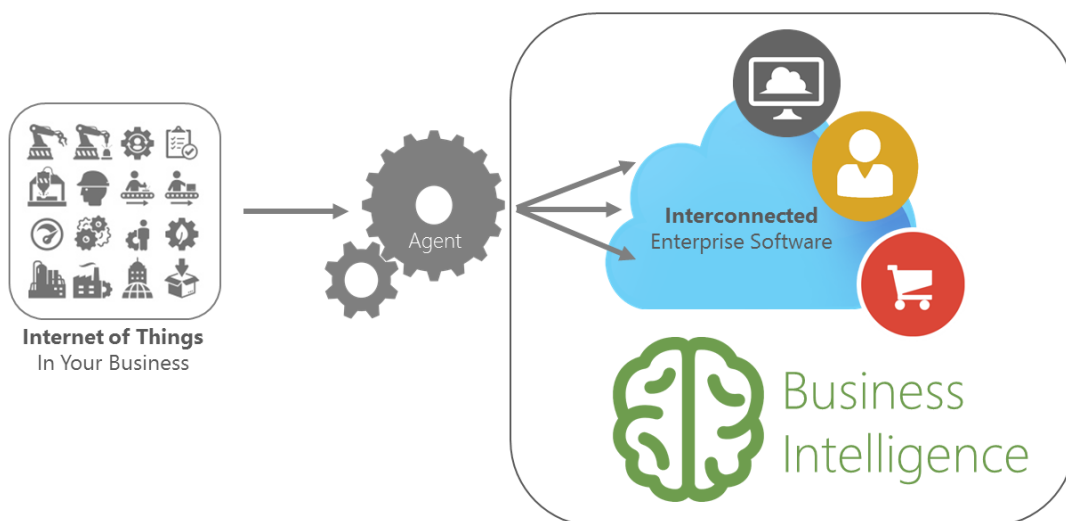 Internet of Things
In Your Business
Agent
Interconnected
Enterprise Software
Business
Intelligence